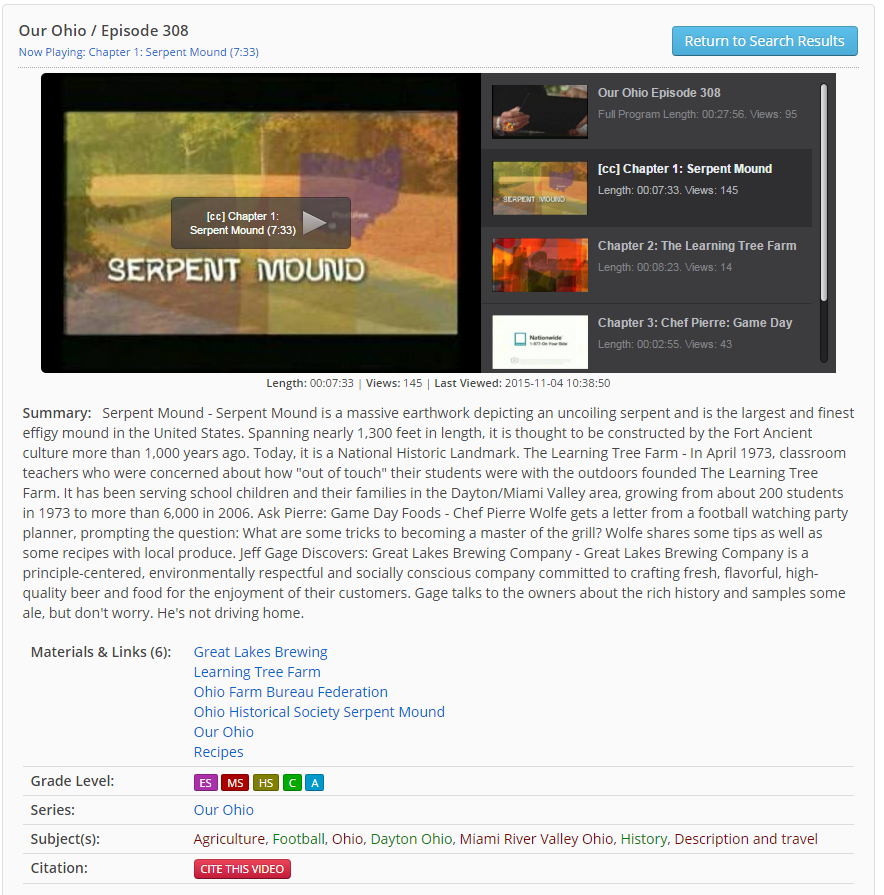 Our Ohio / Episode 308
Return to Search Results
Now Playing: Chapter 1: Serpent Mound (7:33)
[cc] Chapter 1:
Serpent Mound (7:33)
SERPENT MOUND
Our Ohio Episode 308
Full Program Length: 00:27:56. Views: 95
SERPENT MOUND
[cc] Chapter 1: Serpent Mound
Length: 00:07:33. Views: 145
Chapter 2: The Learning Tree Farm
Length: 00:08:23. Views: 14
Nationwide
Chapter 3: Chef Pierre: Game Day
Length: 00:02:55. Views: 43
Length: 00:07:33 | Views: 145 | Last Viewed: 2015-11-04 10:38:50
Summary: Serpent Mound - Serpent Mound is a massive earthwork depicting an uncoiling serpent and is the largest and finest
effigy mound in the United States. Spanning nearly 1,300 feet in length, it is thought to be constructed by the Fort Ancient
culture more than 1,000 years ago. Today, it is a National Historic Landmark. The Learning Tree Farm - In April 1973, classroom
teachers who were concerned about how "out of touch" their students were with the outdoors founded The Learning Tree
Farm. It has been serving school children and their families in the Dayton/Miami Valley area, growing from about 200 students
in 1973 to more than 6,000 in 2006. Ask Pierre: Game Day Foods - Chef Pierre Wolfe gets a letter from a football watching party
planner, prompting the question: What are some tricks to becoming a master of the grill? Wolfe shares some tips as well as
some recipes with local produce. Jeff Gage Discovers: Great Lakes Brewing Company - Great Lakes Brewing Company is a
principle-centered, environmentally respectful and socially conscious company committed to crafting fresh, flavorful, high-
quality beer and food for the enjoyment of their customers. Gage talks to the owners about the rich history and samples some
ale, but don't worry. He's not driving home.
Materials & Links (6): Great Lakes Brewing
Learning Tree Farm
Ohio Farm Bureau Federation
Ohio Historical Society Serpent Mound
Our Ohio
Recipes
Grade Level: ES MS HS C A
Series: Our Ohio
Subject(s): Agriculture, Football, Ohio, Dayton Ohio, Miami River Valley Ohio, History, Description and travel
Citation: CITE THIS VIDEO